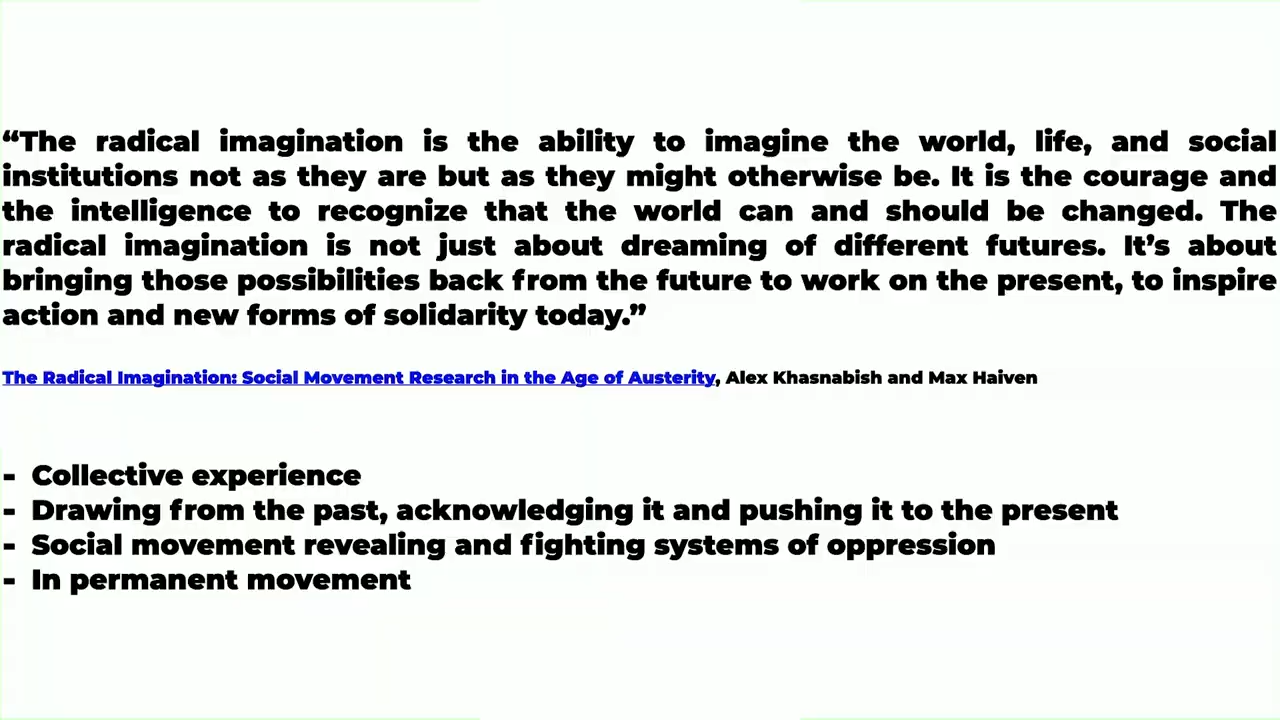 “The radical imagination is the ability to imagine the world, life, and social
institutions not as they are but as they might otherwise be. It is the courage and
the intelligence to recognize that the world can and should be changed. The
radical imagination is not just about dreaming of different futures. It’s about
bringing those possibilities back from the future to work on the present, to inspire
action and new forms of solidarity today.”
The Radical Imagination: Social Movement Research in the Age of Austerity, Alex Khasnabish and Max Haiven
- Collective experience
- Drawing from the past, acknowledging it and pushing it to the present
- Social movement revealing and fighting systems of oppression
- In permanent movement